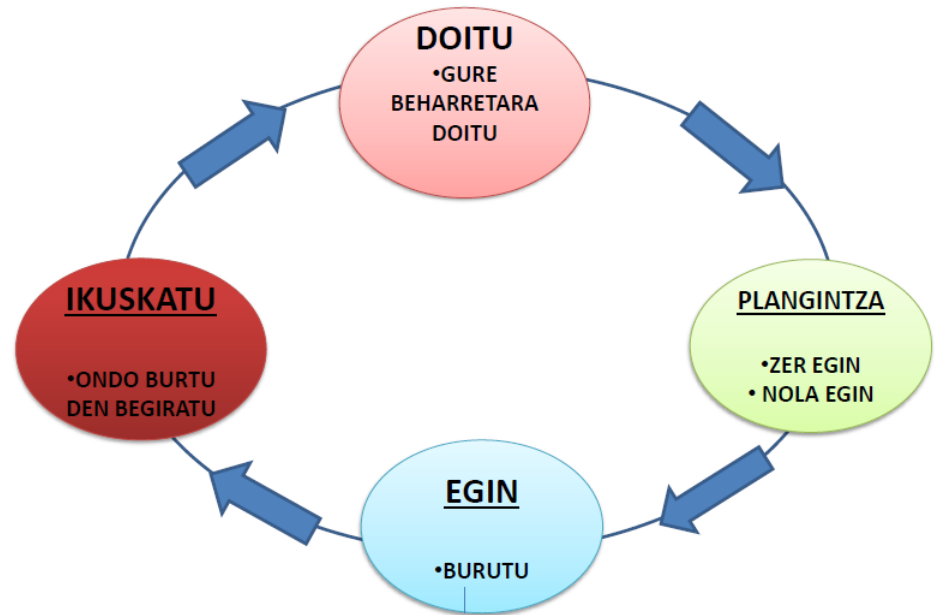 DOITU
•GURE
BEHARRETARA
DOITU
PLANGINTZA
•ZER EGIN
• NOLA EGIN
EGIN
•BURUTU
IKUSKATU
•ONDO BURTU
DEN BEGIRATU